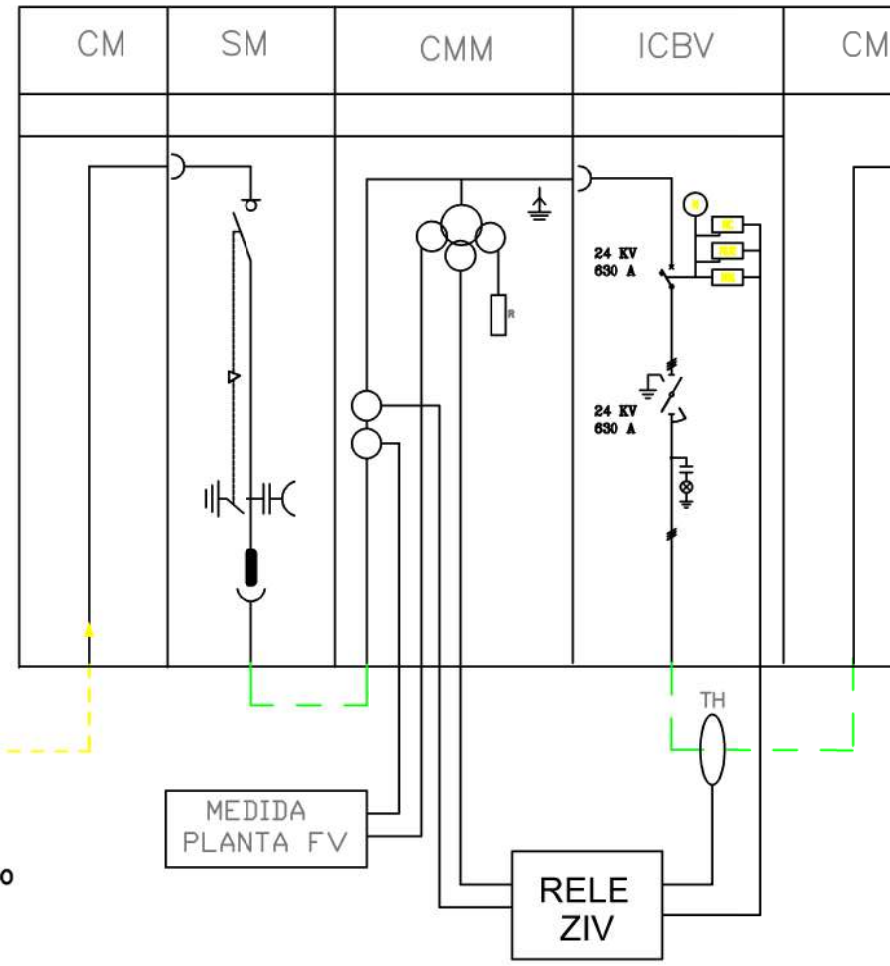 CM
SM
CMM
ICBV
CM
24 KV
630 A
R
24 KV
630 A
TH
MEDIDA
PLANTA FV
o
RELE
ZIV